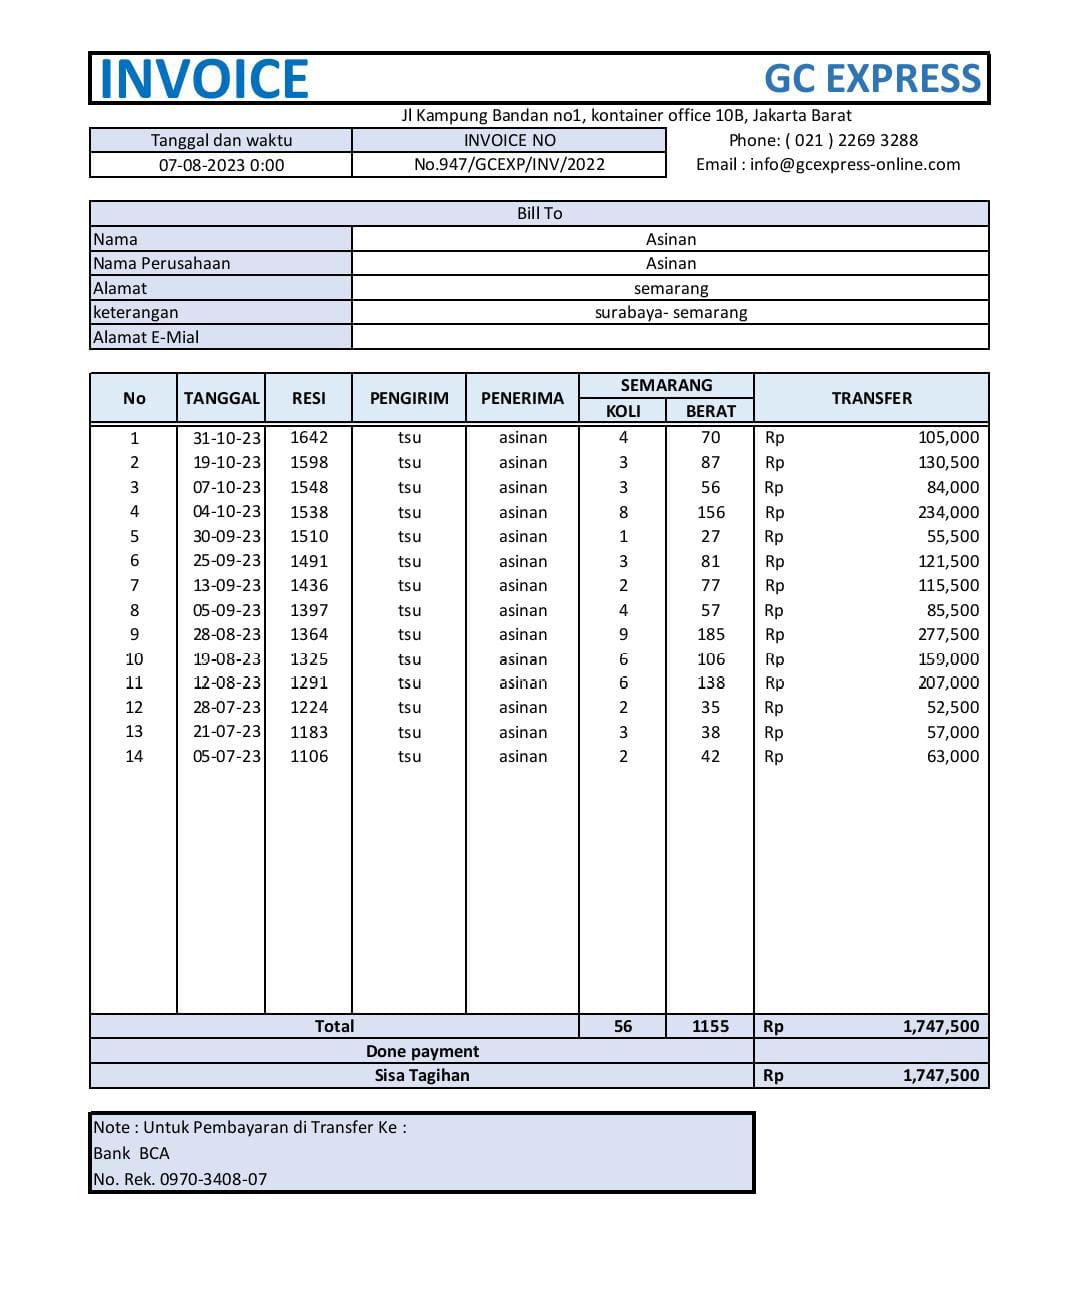 INVOICE GC EXPRESS
Jl Kampung Bandan no1, kontainer office 10B, Jakarta Barat
Tanggal dan waktu INVOICE NO Phone: ( 021 ) 2269 3288
07-08-2023 0:00 No.947/GCEXP/INV/2022 Email : info@gcexpress-online.com
Bill To
Nama Asinan
Nama Perusahaan Asinan
Alamat semarang
keterangan surabaya- semarang
Alamat E-Mial
No TANGGAL RESI PENGIRIM PENERIMA SEMARANG TRANSFER
KOLI BERAT
1 31-10-23 1642 tsu asinan 4 70 Rp 105,000
2 19-10-23 1598 tsu asinan 3 87 Rp 130,500
3 07-10-23 1548 tsu asinan 3 56 Rp 84,000
4 04-10-23 1538 tsu asinan 8 156 Rp 234,000
5 30-09-23 1510 tsu asinan 1 27 Rp 55,500
6 25-09-23 1491 tsu asinan 3 81 Rp 121,500
7 13-09-23 1436 tsu asinan 2 77 Rp 115,500
8 05-09-23 1397 tsu asinan 4 57 Rp 85,500
9 28-08-23 1364 tsu asinan 9 185 Rp 277,500
10 19-08-23 1325 tsu asinan 6 106 Rp 159,000
11 12-08-23 1291 tsu asinan 6 138 Rp 207,000
12 28-07-23 1224 tsu asinan 2 35 Rp 52,500
13 21-07-23 1183 tsu asinan 3 38 Rp 57,000
14 05-07-23 1106 tsu asinan 2 42 Rp 63,000
Total 56 1155 Rp 1,747,500
Done payment
Sisa Tagihan Rp 1,747,500
Note : Untuk Pembayaran di Transfer Ke :
Bank BCA
No. Rek. 0970-3408-07